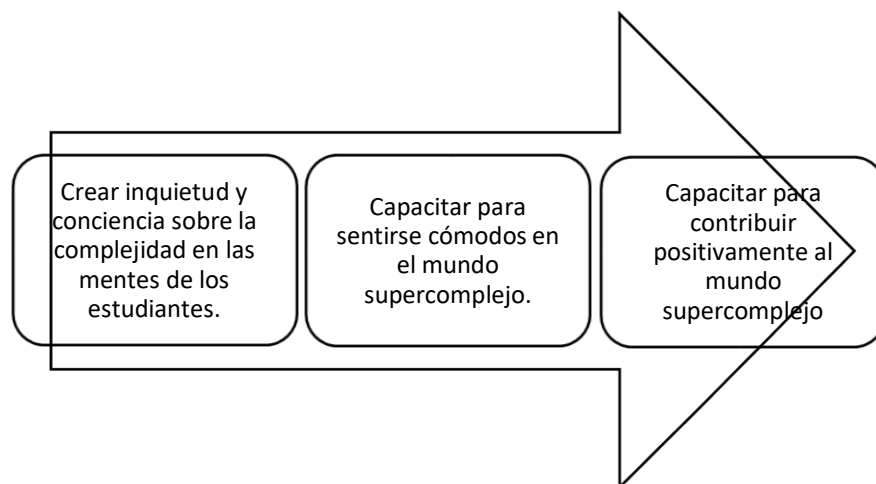 Crear inquietud y
conciencia sobre la
complejidad en las
mentes de los
estudiantes.
Capacitar para
sentirse cómodos en
el mundo
supercomplejo.
Capacitar para
contribuir
positivamente al
mundo
supercomplejo